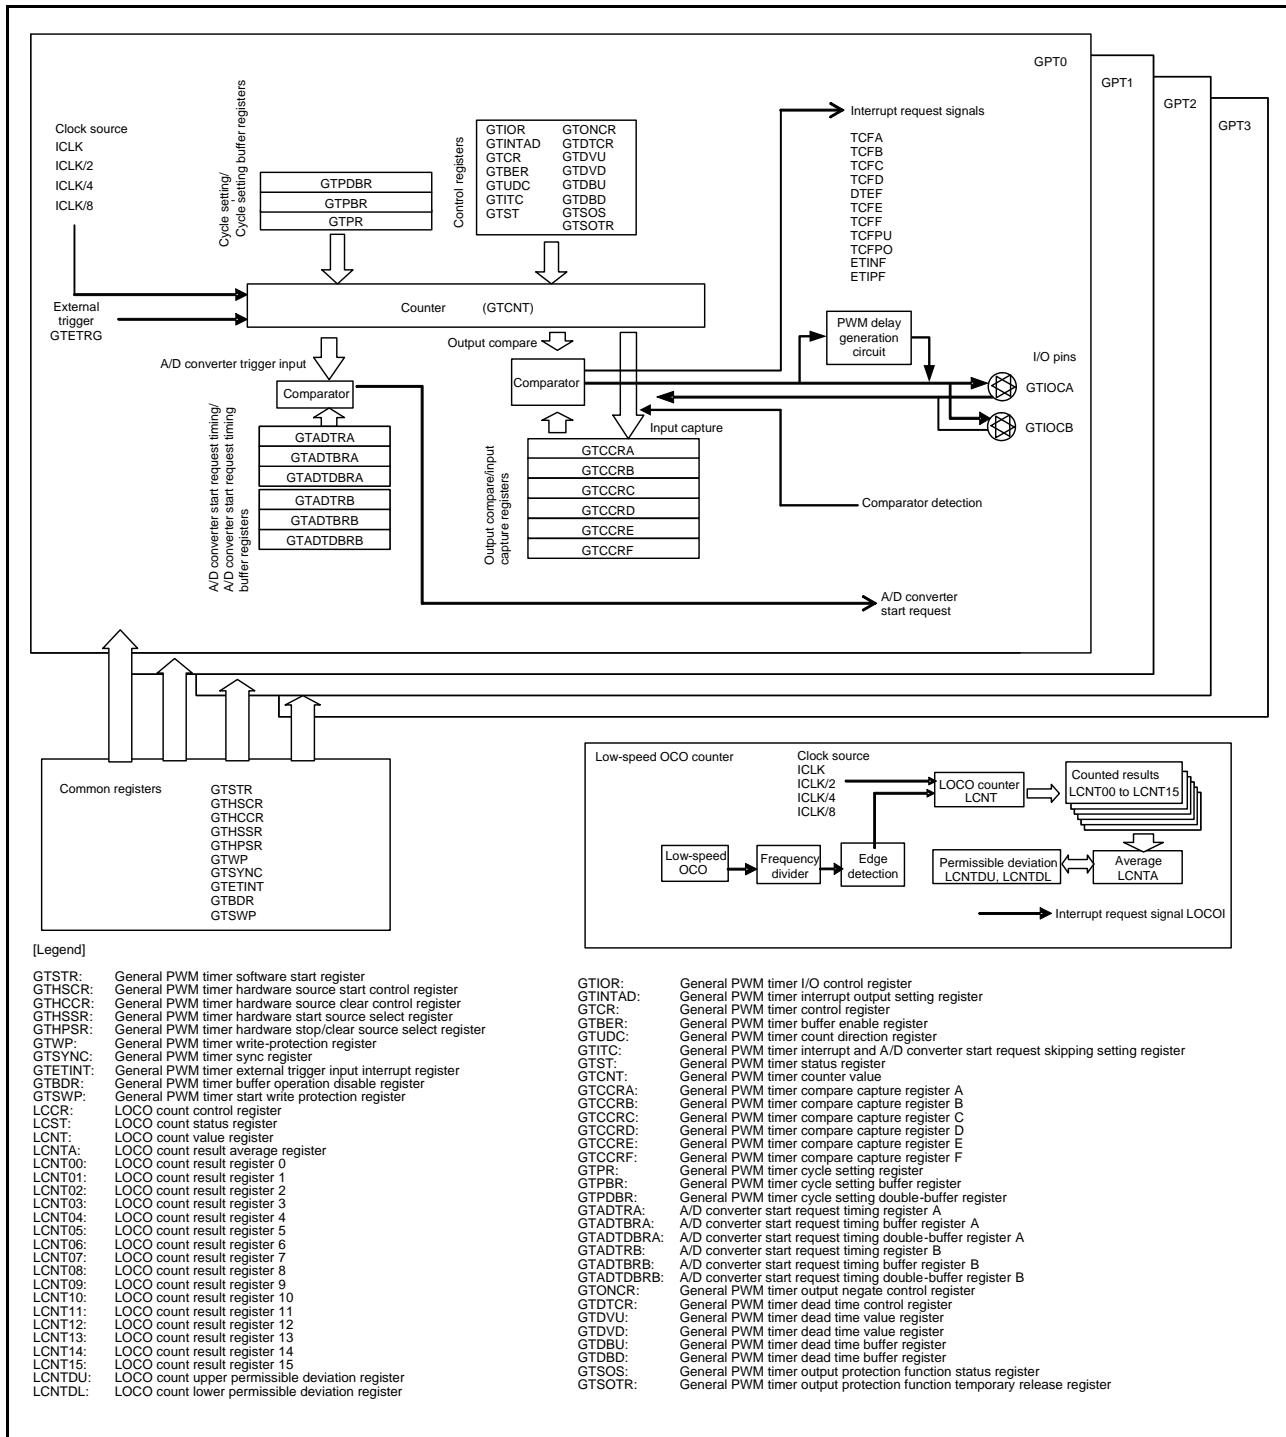 GPT0
GPT1
GPT2
GPT3
Clock source
ICLK
ICLK/2
ICLK/4
ICLK/8
External
trigger
GTETRG
Cycle setting/
Cycle setting buffer registers
GTPDBR
GTPBR
GTPR
Control registers
GTIOR GTONCR
GTINTAD GTDTCR
GTCR GTDVU
GTBER GTDVD
GTUDC GTDBU
GTITC GTDBD
GTST GTSOS
GTSOTR
Interrupt request signals
TCFA
TCFB
TCFC
TCFD
DTEF
TCFE
TCFF
TCFPU
TCFPO
ETINF
ETIPF
Counter (GTCNT)
A/D converter trigger input
Output compare
Comparator
Comparator
PWM delay
generation
circuit
I/O pins
GTIOCA
GTIOCB
Input capture
A/D converter start request timing/
A/D converter start request timing
buffer registers
GTADTRA
GTADTBRA
GTADTDBRA
GTADTRB
GTADTBRB
GTADTDBRB
Output compare/input
capture registers
GTCCRA
GTCCRB
GTCCRC
GTCCRD
GTCCRE
GTCCRF
Comparator detection
A/D converter
start request
Common registers
GTSTR
GTHSCR
GTHCCR
GTHSSR
GTHPSR
GTWP
GTSYNC
GTETINT
GTBDR
GTSWP
Low-speed OCO counter
Clock source
ICLK
ICLK/2
ICLK/4
ICLK/8
LOCO counter
LCNT
Counted results
LCNT00 to LCNT15
Low-speed
OCO
Frequency
divider
Edge
detection
Permissible deviation
LCNTDU, LCNTDL
Average
LCNTA
Interrupt request signal LOCOI
[Legend]
GTSTR: General PWM timer software start register
GTHSCR: General PWM timer hardware source start control register
GTHCCR: General PWM timer hardware source clear control register
GTHSSR: General PWM timer hardware start source select register
GTHPSR: General PWM timer hardware stop/clear source select register
GTWP: General PWM timer write-protection register
GTSYNC: General PWM timer sync register
GTETINT: General PWM timer external trigger input interrupt register
GTBDR: General PWM timer buffer operation disable register
GTSWP: General PWM timer start write protection register
LCCR: LOCO count control register
LCST: LOCO count status register
LCNT: LOCO count value register
LCNTA: LOCO count result average register
LCNT00: LOCO count result register 0
LCNT01: LOCO count result register 1
LCNT02: LOCO count result register 2
LCNT03: LOCO count result register 3
LCNT04: LOCO count result register 4
LCNT05: LOCO count result register 5
LCNT06: LOCO count result register 6
LCNT07: LOCO count result register 7
LCNT08: LOCO count result register 8
LCNT09: LOCO count result register 9
LCNT10: LOCO count result register 10
LCNT11: LOCO count result register 11
LCNT12: LOCO count result register 12
LCNT13: LOCO count result register 13
LCNT14: LOCO count result register 14
LCNT15: LOCO count result register 15
LCNTDU: LOCO count upper permissible deviation register
LCNTDL: LOCO count lower permissible deviation register
GTIOR: General PWM timer I/O control register
GTINTAD: General PWM timer interrupt output setting register
GTCR: General PWM timer control register
GTBER: General PWM timer buffer enable register
GTUDC: General PWM timer count direction register
GTITC: General PWM timer interrupt and A/D converter start request skipping setting register
GTST: General PWM timer status register
GTCNT: General PWM timer counter value
GTCCRA: General PWM timer compare capture register A
GTCCRB: General PWM timer compare capture register B
GTCCRC: General PWM timer compare capture register C
GTCCRD: General PWM timer compare capture register D
GTCCRE: General PWM timer compare capture register E
GTCCRF: General PWM timer compare capture register F
GTPR: General PWM timer cycle setting register
GTPBR: General PWM timer cycle setting buffer register
GTPDBR: General PWM timer cycle setting double-buffer register
GTADTRA: A/D converter start request timing register A
GTADTBRA: A/D converter start request timing buffer register A
GTADTDBRA: A/D converter start request timing double-buffer register A
GTADTRB: A/D converter start request timing register B
GTADTBRB: A/D converter start request timing buffer register B
GTADTDBRB: A/D converter start request timing double-buffer register B
GTONCR: General PWM timer output negate control register
GTDTCR: General PWM timer dead time control register
GTDVU: General PWM timer dead time value register
GTDVD: General PWM timer dead time value register
GTDBU: General PWM timer dead time buffer register
GTDBD: General PWM timer dead time buffer register
GTSOS: General PWM timer output protection function status register
GTSOTR: General PWM timer output protection function temporary release register